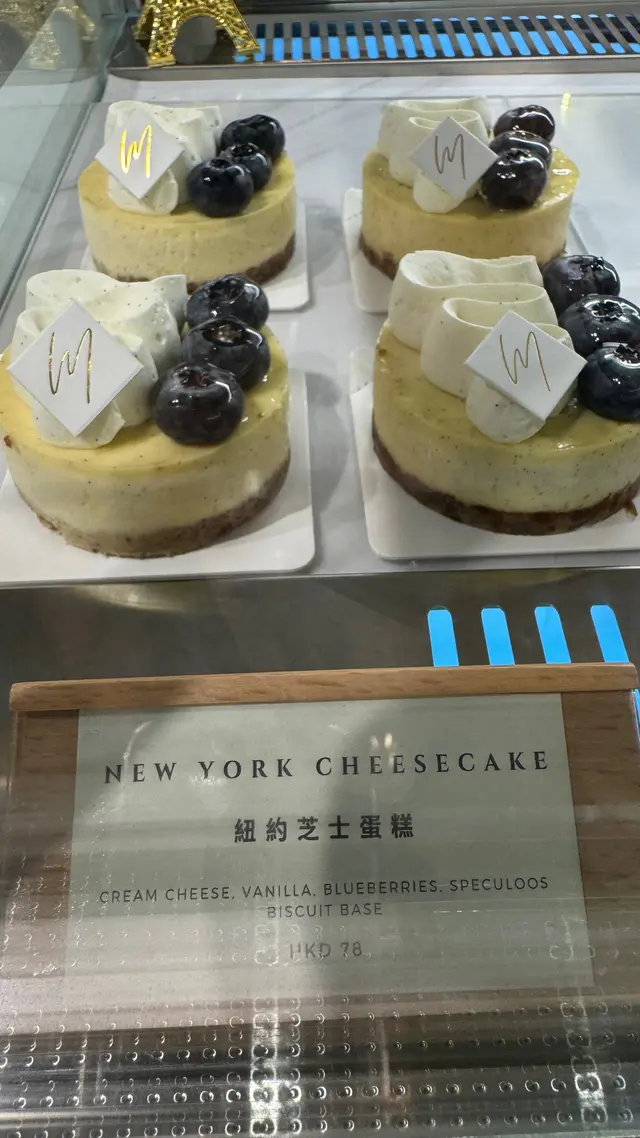 NEW YORK CHEESECAKE
紐約芝士蛋糕
CREAM CHEESE, VANILLA, BLUEBERRIES, SPECULOOS
BISCUIT BASE
HKD 78